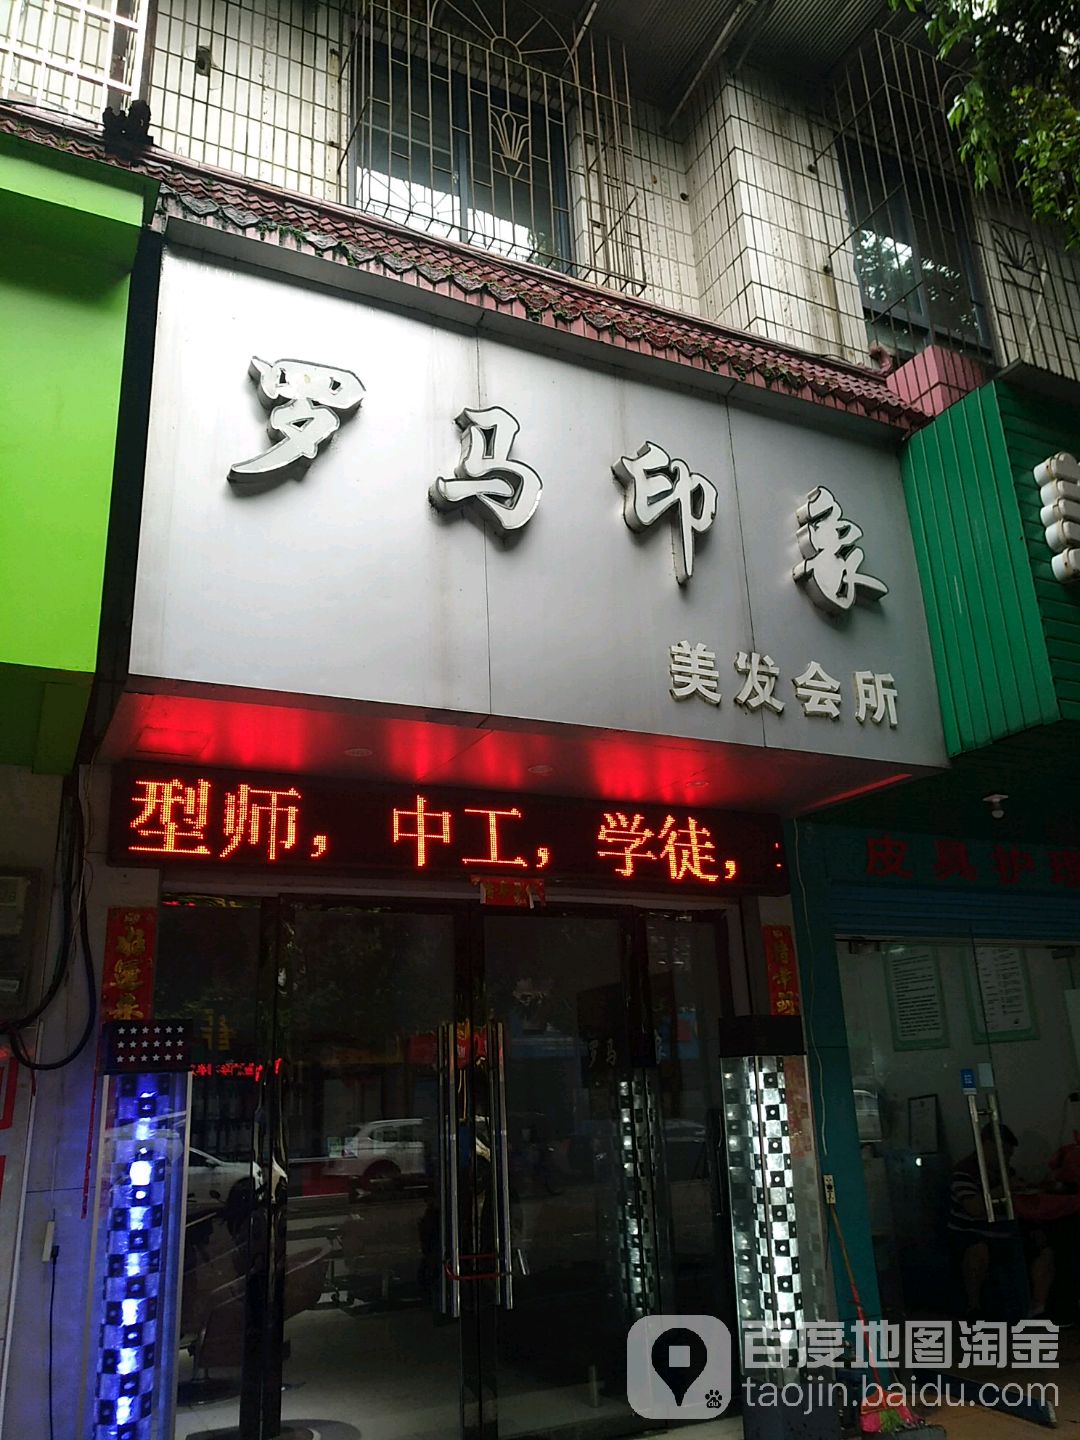 罗马印象
美发会所
型师，中工，学徒，
皮具护理
百度地图淘金
taojin.baidu.com